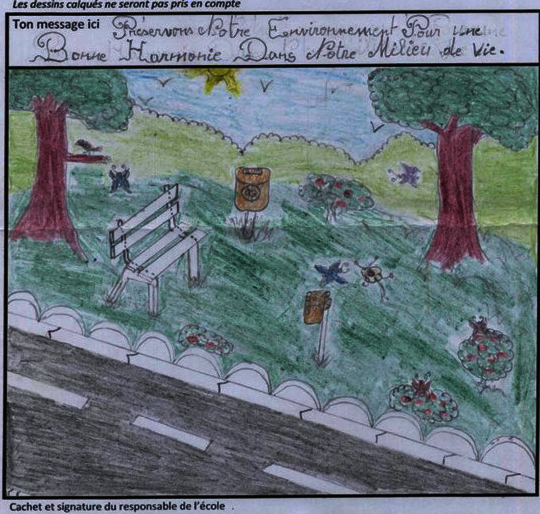 Les dessins calqués ne seront pas pris en compte
Ton message ici
Préservons Notre Environnement Pour une
Bonne Harmonie Dans Notre Milieu de Vie.
Cachet et signature du responsable de l'école .